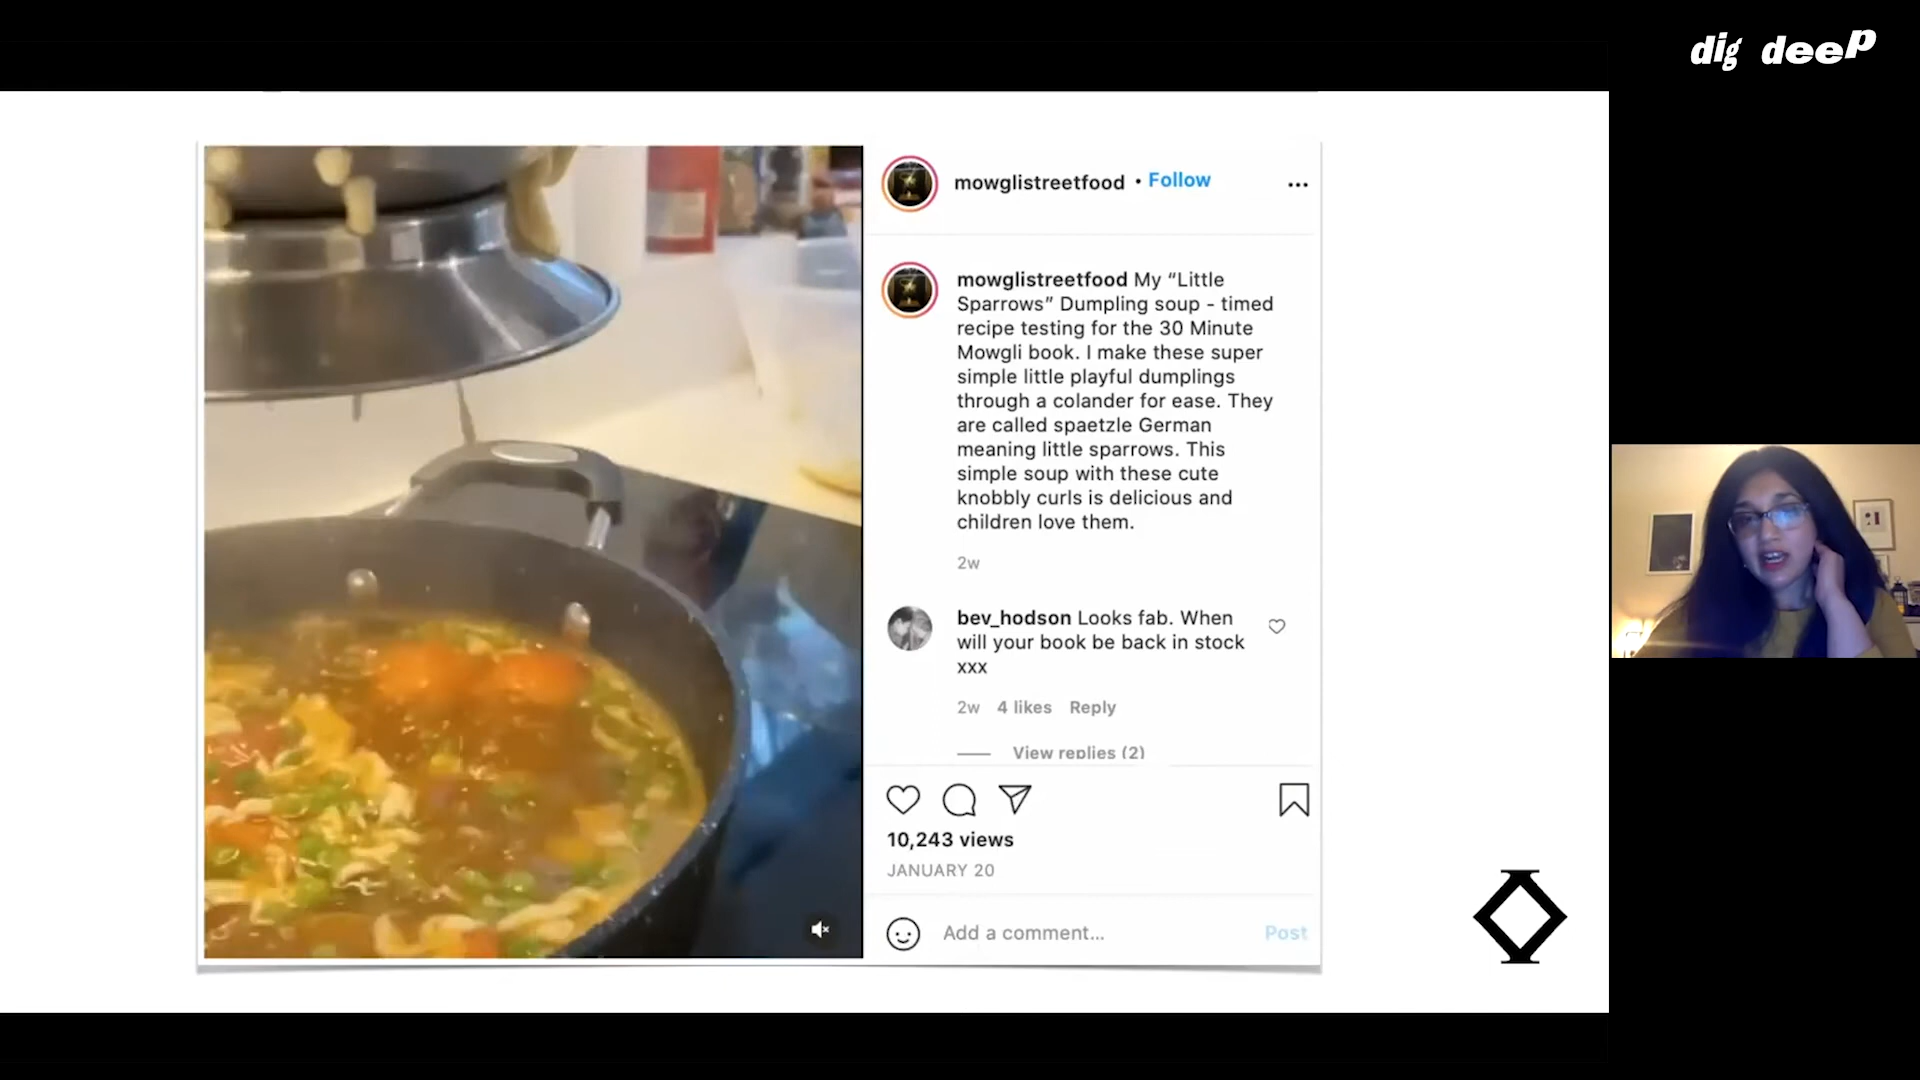 dig deep
mowglistreetfood • Follow
mowglistreetfood My “Little
Sparrows” Dumpling soup - timed
recipe testing for the 30 Minute
Mowgli book. I make these super
simple little playful dumplings
through a colander for ease. They
are called spaetzle German
meaning little sparrows. This
simple soup with these cute
knobbly curls is delicious and
children love them.
2w
bev_hodson Looks fab. When
will your book be back in stock
xxx
2w 4 likes Reply
View replies (2)
10,243 views
JANUARY 20
Add a comment... Post